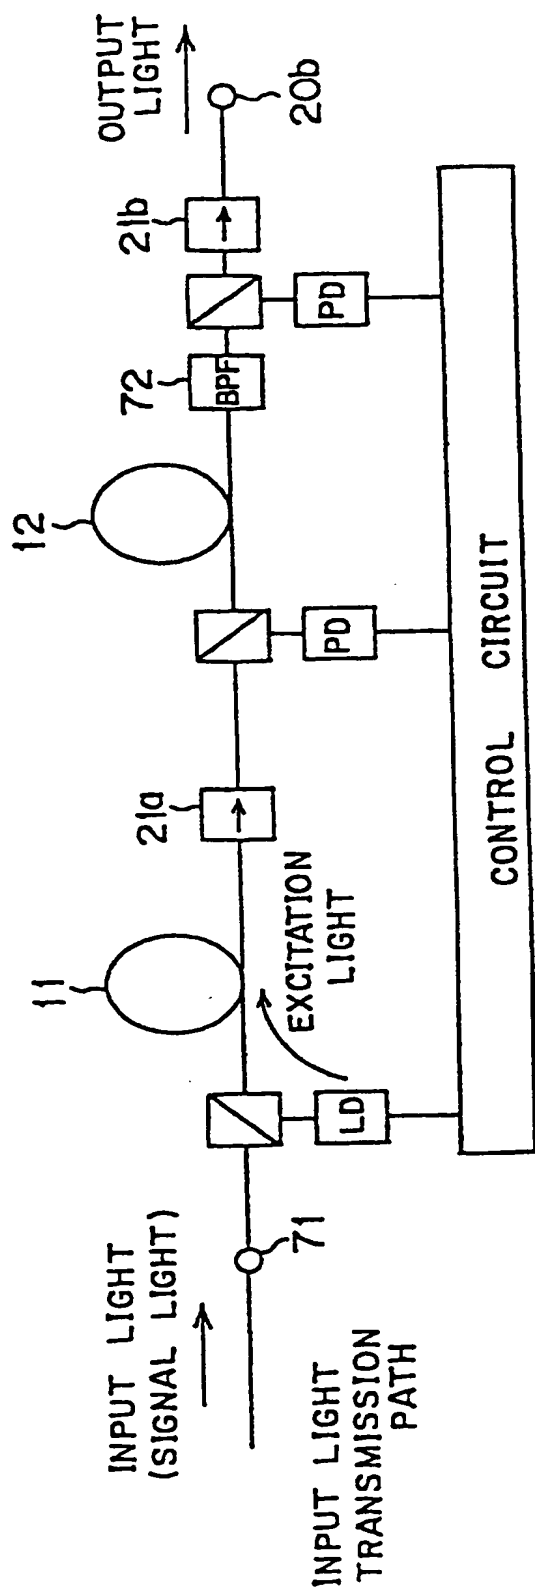 INPUT LIGHT
(SIGNAL LIGHT)
INPUT LIGHT
TRANSMISSION
PATH
71
LD
EXCITATION
LIGHT
11
21a
PD
12
72
BPF
PD
21b
20b
OUTPUT
LIGHT
CONTROL CIRCUIT